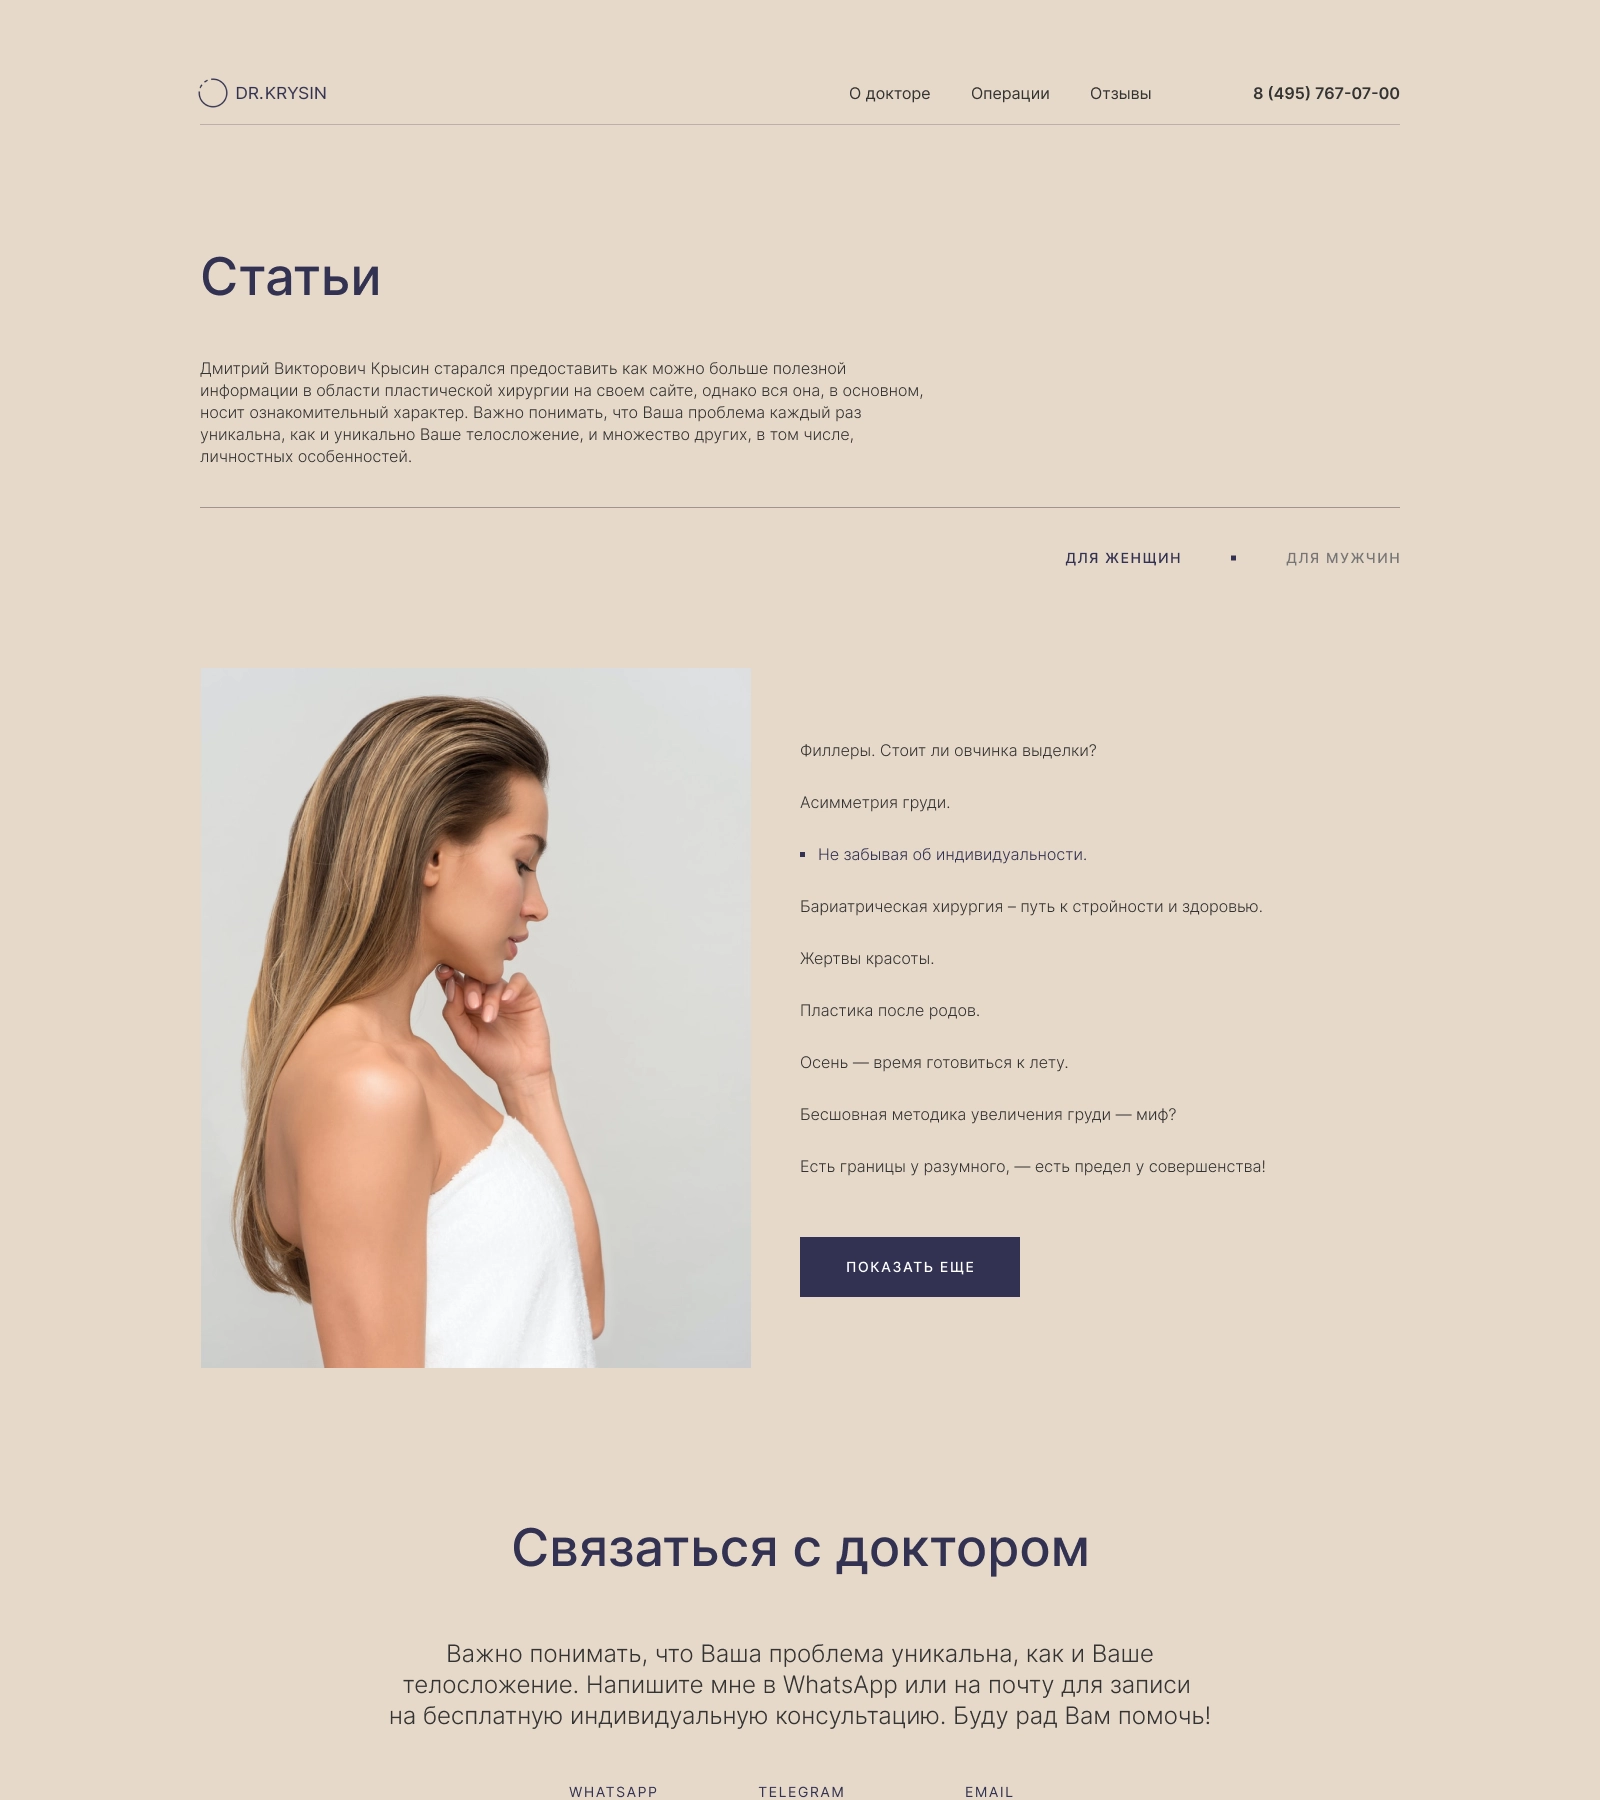 DR.KRYSIN
О докторе
Операции
Отзывы
8 (495) 767-07-00
Статьи
Дмитрий Викторович Крысин старался предоставить как можно больше полезной
информации в области пластической хирургии на своем сайте, однако вся она, в основном,
носит ознакомительный характер. Важно понимать, что Ваша проблема каждый раз
уникальна, как и уникально Ваше телосложение, и множество других, в том числе,
личностных особенностей.
ДЛЯ ЖЕНЩИН
ДЛЯ МУЖЧИН
Филлеры. Стоит ли овчинка выделки?
Асимметрия груди.
Не забывая об индивидуальности.
Бариатрическая хирургия – путь к стройности и здоровью.
Жертвы красоты.
Пластика после родов.
Осень — время готовиться к лету.
Бесшовная методика увеличения груди — миф?
Есть границы у разумного, — есть предел у совершенства!
ПОКАЗАТЬ ЕЩЕ
Связаться с доктором
Важно понимать, что Ваша проблема уникальна, как и Ваше
телосложение. Напишите мне в WhatsApp или на почту для записи
на бесплатную индивидуальную консультацию. Буду рад Вам помочь!
WHATSAPP
TELEGRAM
EMAIL